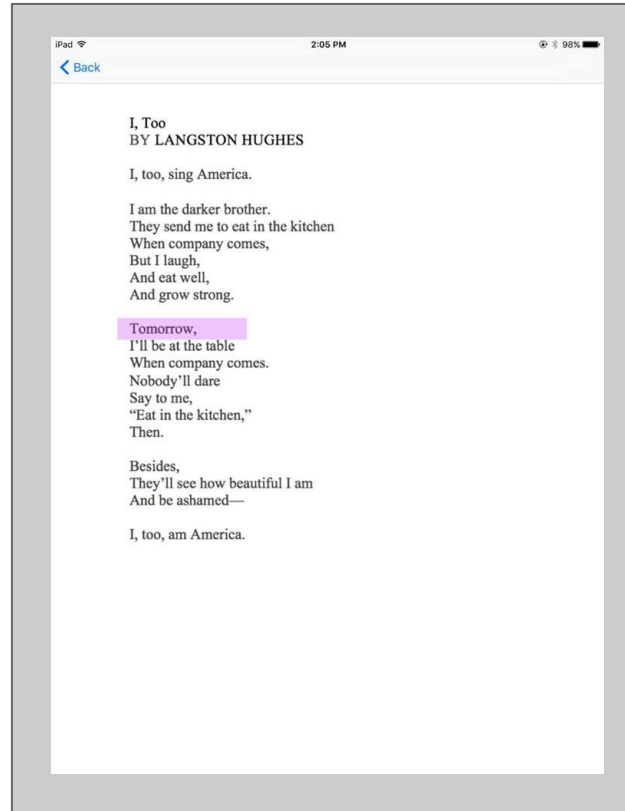 iPad 2:05 PM 98%
Back
I, Too
BY LANGSTON HUGHES
I, too, sing America.
I am the darker brother.
They send me to eat in the kitchen
When company comes,
But I laugh,
And eat well,
And grow strong.
Tomorrow,
I’ll be at the table
When company comes.
Nobody’ll dare
Say to me,
“Eat in the kitchen,”
Then.
Besides,
They’ll see how beautiful I am
And be ashamed—
I, too, am America.